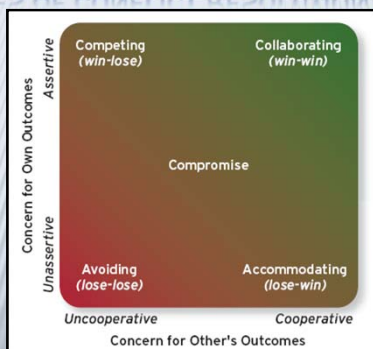 Competing
(win-lose)
Collaborating
(win-win)
Compromise
Avoiding
(lose-lose)
Accommodating
(lose-win)
Assertive
Unassertive
Concern for Own Outcomes
Uncooperative
Cooperative
Concern for Other's Outcomes